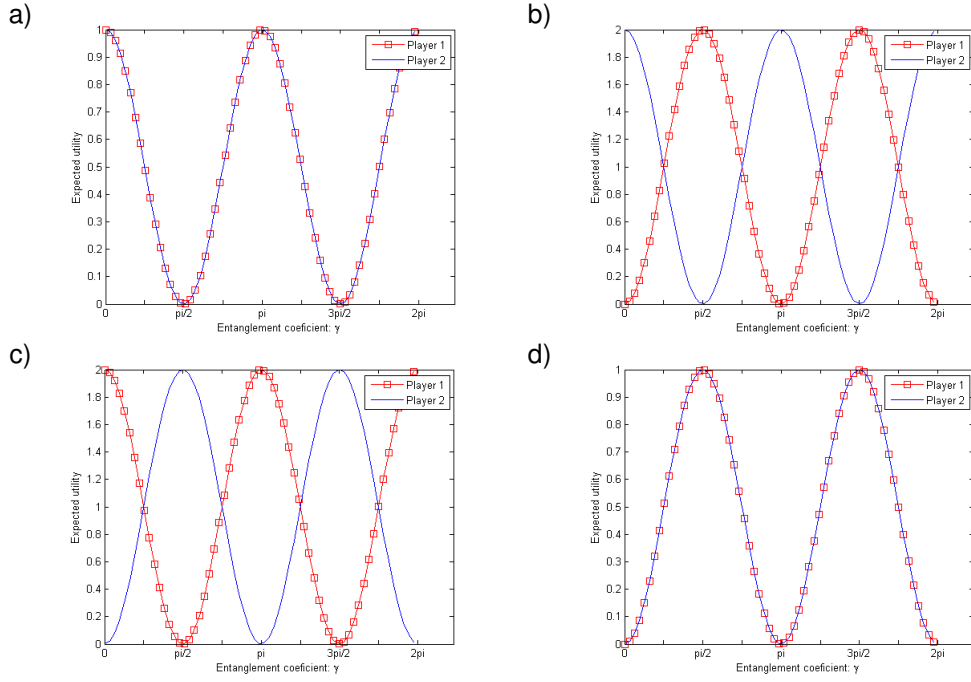 a)
1
0.9
0.8
0.7
0.6
0.5
0.4
0.3
0.2
0.1
0
Expected utility
Player 1
Player 2
0 pi/2 pi 3pi/2 2pi
Entanglement coeficient: γ
b)
2
1.8
1.6
1.4
1.2
1
0.8
0.6
0.4
0.2
0
Expected utility
Player 1
Player 2
0 pi/2 pi 3pi/2 2pi
Entanglement coeficient: γ
c)
2
1.8
1.6
1.4
1.2
1
0.8
0.6
0.4
0.2
0
Expected utility
Player 1
Player 2
0 pi/2 pi 3pi/2 2pi
Entanglement coeficient: γ
d)
1
0.9
0.8
0.7
0.6
0.5
0.4
0.3
0.2
0.1
0
Expected utility
Player 1
Player 2
0 pi/2 pi 3pi/2 2pi
Entanglement coeficient: γ